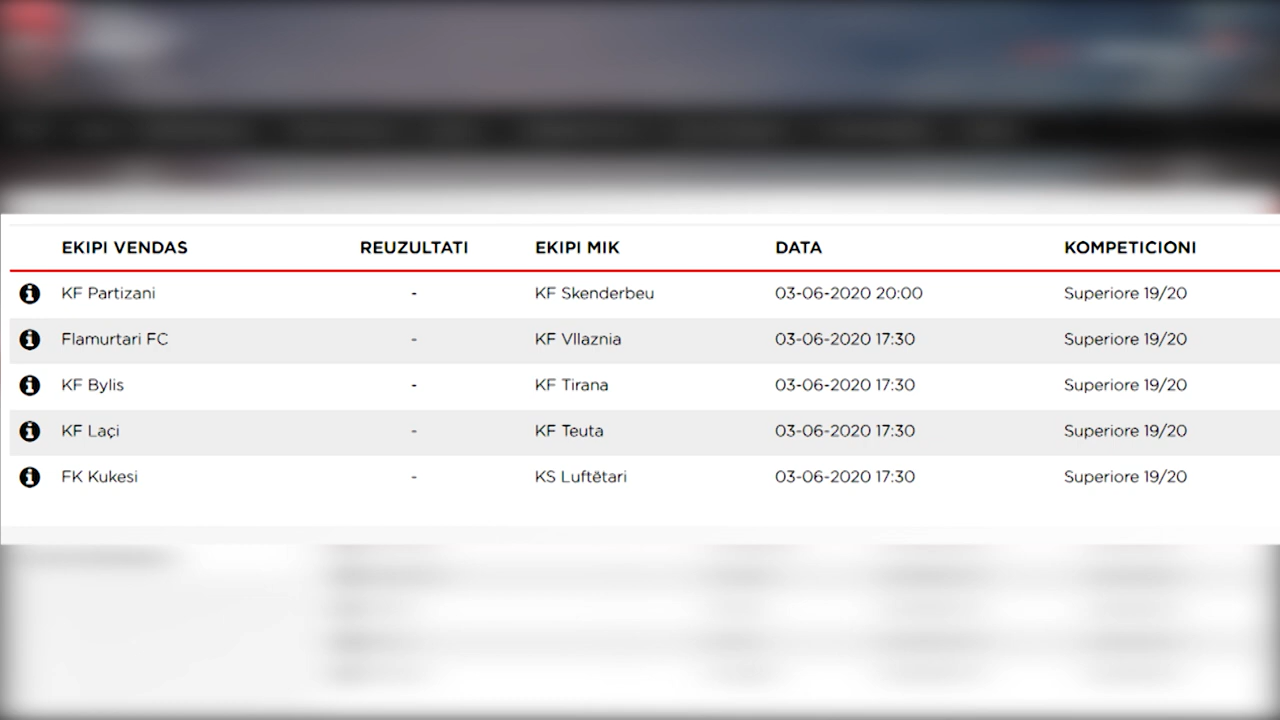 EKIPI VENDAS REUZULTATI EKIPI MIK DATA KOMPETICIONI
KF Partizani - KF Skenderbeu 03-06-2020 20:00 Superiore 19/20
Flamurtari FC - KF Vllaznia 03-06-2020 17:30 Superiore 19/20
KF Bylis - KF Tirana 03-06-2020 17:30 Superiore 19/20
KF Laçi - KF Teuta 03-06-2020 17:30 Superiore 19/20
FK Kukesi - KS Luftëtari 03-06-2020 17:30 Superiore 19/20